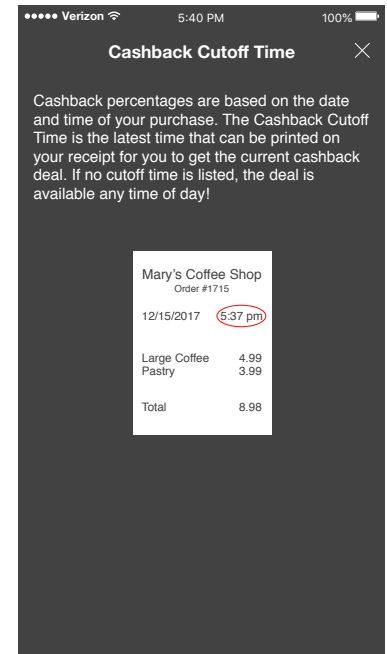 ●●●●● Verizon 5:40 PM 100%
Cashback Cutoff Time
Cashback percentages are based on the date
and time of your purchase. The Cashback Cutoff
Time is the latest time that can be printed on
your receipt for you to get the current cashback
deal. If no cutoff time is listed, the deal is
available any time of day!
Mary's Coffee Shop
Order #1715
12/15/2017 5:37 pm
Large Coffee 4.99
Pastry 3.99
Total 8.98